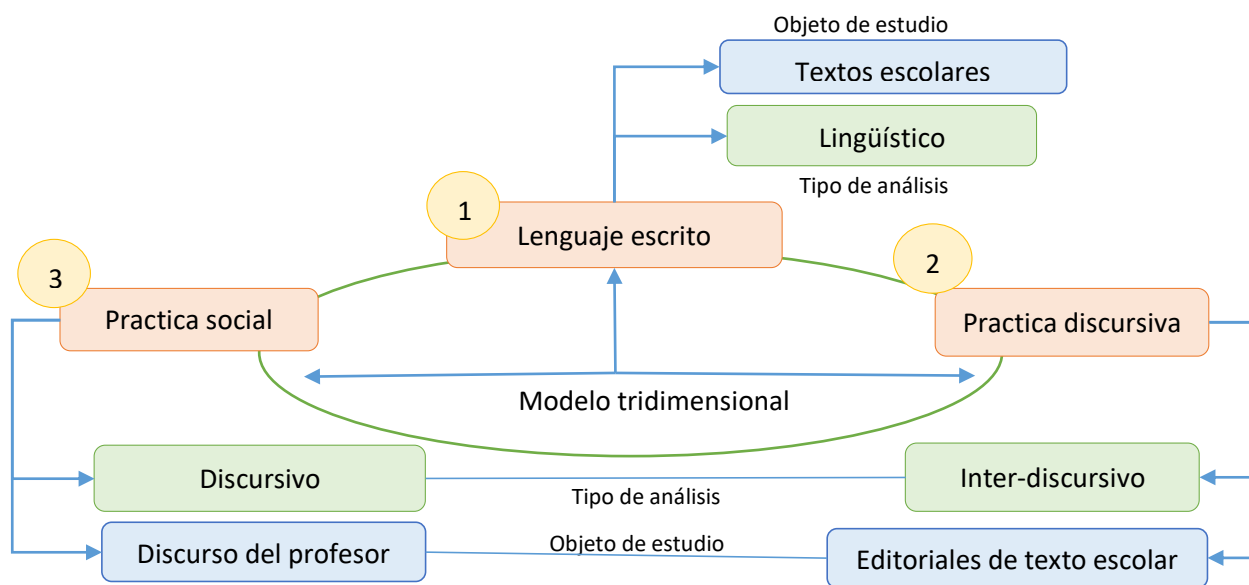 Objeto de estudio
Textos escolares
Lingüístico
Tipo de análisis
1
Lenguaje escrito
2
3
Practica social
Practica discursiva
Modelo tridimensional
Discursivo
Inter-discursivo
Tipo de análisis
Discurso del profesor
Objeto de estudio
Editoriales de texto escolar